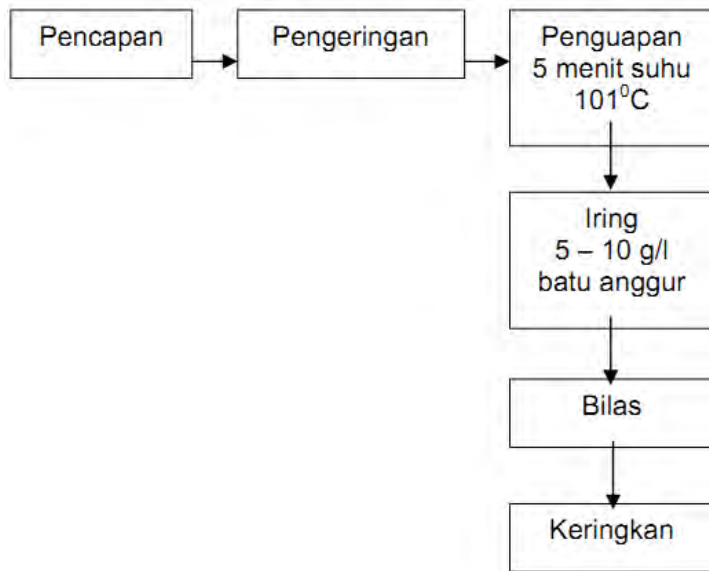 Pencapan
Pengeringan
Penguapan
5 menit suhu
101⁰C
Iring
5 – 10 g/l
batu anggur
Bilas
Keringkan